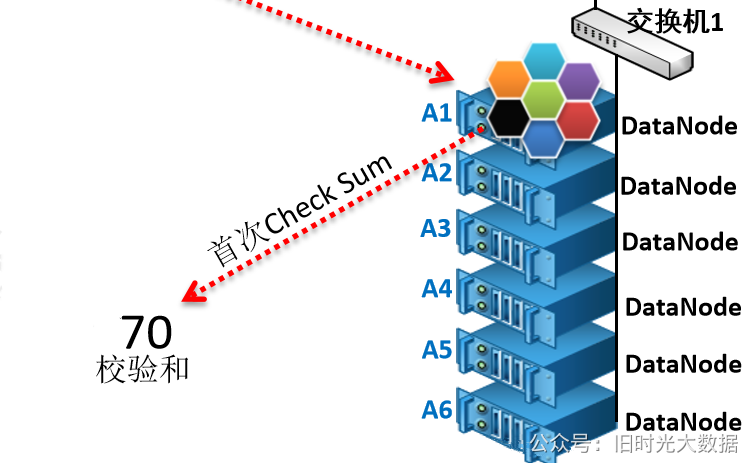 交换机1
A1
DataNode
A2
DataNode
首次Check Sum
A3
DataNode
A4
DataNode
70
校验和
A5
DataNode
A6
DataNode
公众号：旧时光大数据